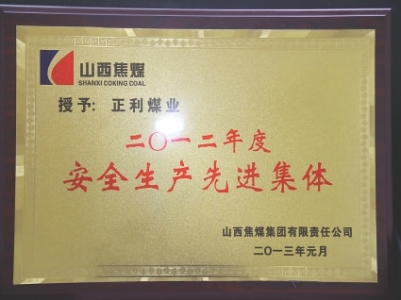 山西焦煤
SHANXI COKING COAL
授予: 正利煤业
二〇一二年度
安全生产先进集体
山西焦煤集团有限责任公司
二〇一三年元月